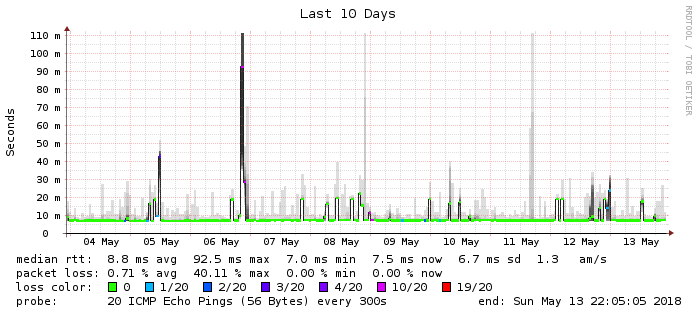 Last 10 Days
RRDTOOL / TOBI OETIKER
Seconds
110 m
100 m
90 m
80 m
70 m
60 m
50 m
40 m
30 m
20 m
10 m
0
04 May 05 May 06 May 07 May 08 May 09 May 10 May 11 May 12 May 13 May
median rtt: 8.8 ms avg 92.5 ms max 7.0 ms min 7.5 ms now 6.7 ms sd 1.3 am/s
packet loss: 0.71 % avg 40.11 % max 0.00 % min 0.00 % now
loss color: 0 1/20 2/20 3/20 4/20 10/20 19/20
probe: 20 ICMP Echo Pings (56 Bytes) every 300s end: Sun May 13 22:05:05 2018